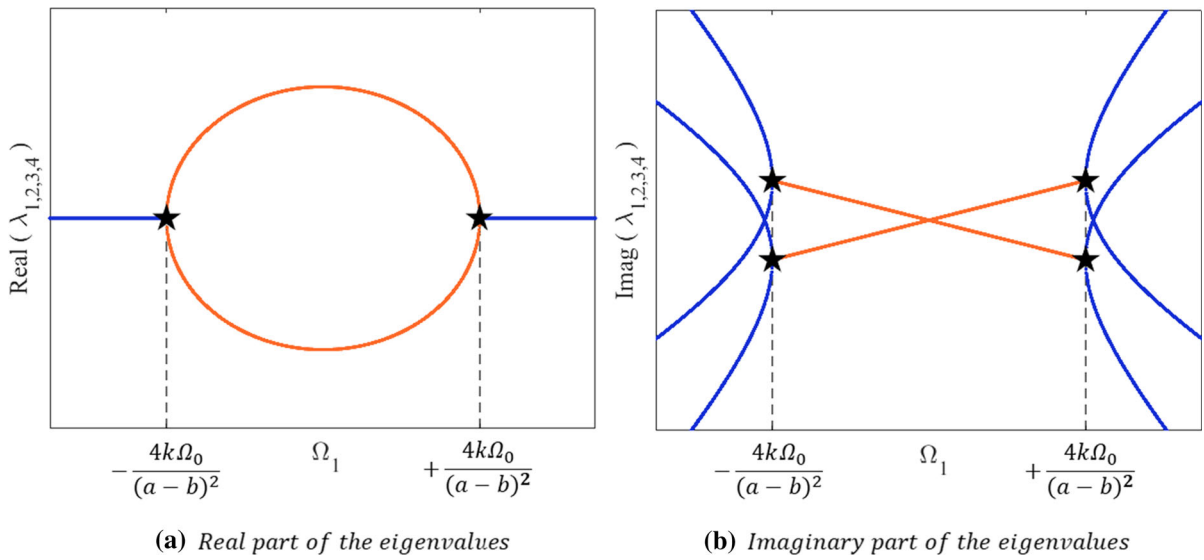 Real ( λ1,2,3,4 )
− 4kΩ0 / (a − b)²
Ω1
+ 4kΩ0 / (a − b)²
(a) Real part of the eigenvalues
Imag ( λ1,2,3,4 )
− 4kΩ0 / (a − b)²
Ω1
+ 4kΩ0 / (a − b)²
(b) Imaginary part of the eigenvalues